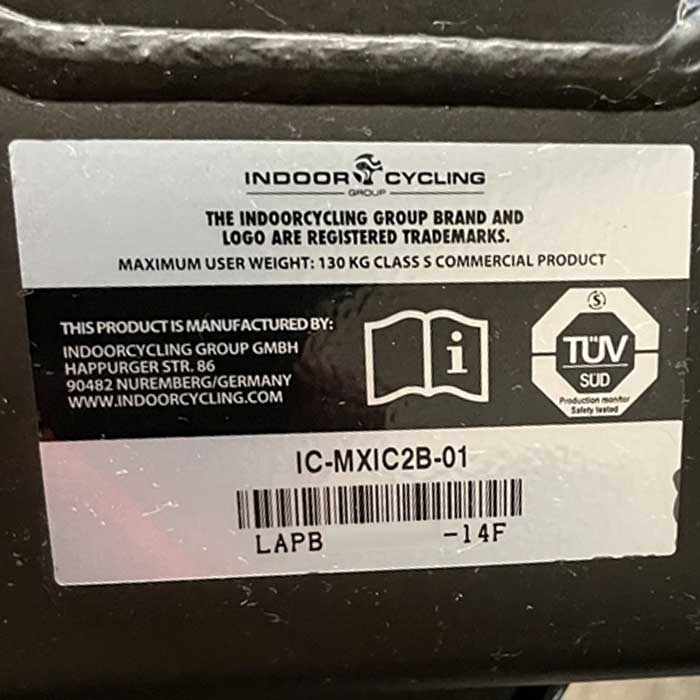 INDOOR CYCLING
GROUP
THE INDOORCYCLING GROUP BRAND AND
LOGO ARE REGISTERED TRADEMARKS.
MAXIMUM USER WEIGHT: 130 KG CLASS S COMMERCIAL PRODUCT
THIS PRODUCT IS MANUFACTURED BY:
INDOORCYCLING GROUP GMBH
HAPPURGER STR. 86
90482 NUREMBERG/GERMANY
WWW.INDOORCYCLING.COM
i
S
TÜV
SÜD
Production monitor
Safety tested
IC-MXIC2B-01
LAPB -14F